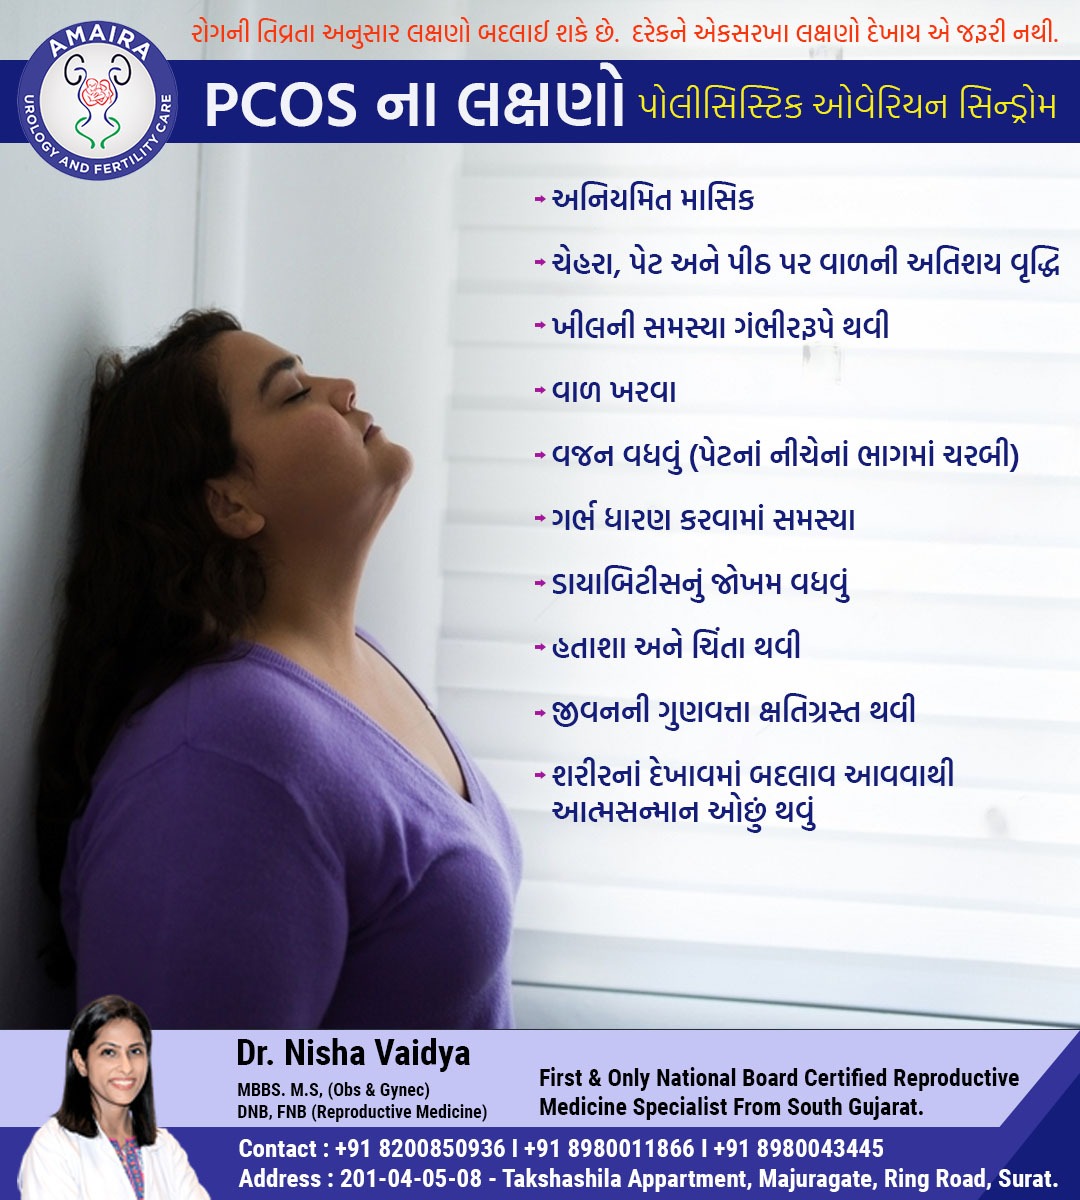 રોગની તિવ્રતા અનુસાર લક્ષણો બદલાઈ શકે છે. દરેકને એકસરખા લક્ષણો દેખાય એ જરૂરી નથી.
AMAIRA
UROLOGY AND FERTILITY CARE
PCOS ના લક્ષણો પોલીસિસ્ટિક ઓવેરિયન સિન્ડ્રોમ
અનિયમિત માસિક
ચેહરા, પેટ અને પીઠ પર વાળની અતિશય વૃદ્ધિ
ખીલની સમસ્યા ગંભીરરૂપે થવી
વાળ ખરવા
વજન વધવું (પેટનાં નીચેનાં ભાગમાં ચરબી)
ગર્ભ ધારણ કરવામાં સમસ્યા
ડાયાબિટીસનું જોખમ વધવું
હતાશા અને ચિંતા થવી
જીવનની ગુણવત્તા ક્ષતિગ્રસ્ત થવી
શરીરનાં દેખાવમાં બદલાવ આવવાથી
આત્મસન્માન ઓછું થવું
Dr. Nisha Vaidya
MBBS. M.S, (Obs & Gynec)
DNB, FNB (Reproductive Medicine)
First & Only National Board Certified Reproductive
Medicine Specialist From South Gujarat.
Contact : +91 8200850936 I +91 8980011866 I +91 8980043445
Address : 201-04-05-08 - Takshashila Appartment, Majuragate, Ring Road, Surat.